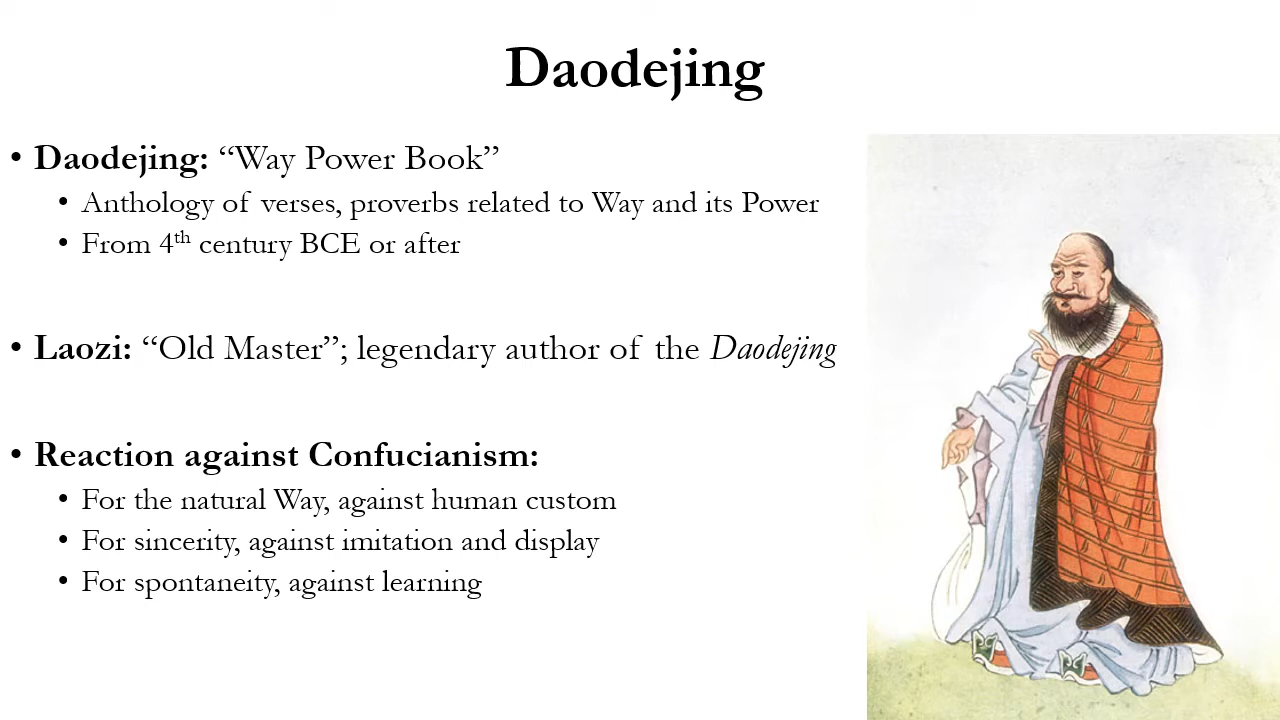 Daodejing
• Daodejing: “Way Power Book”
• Anthology of verses, proverbs related to Way and its Power
• From 4th century BCE or after
• Laozi: “Old Master”; legendary author of the Daodejing
• Reaction against Confucianism:
• For the natural Way, against human custom
• For sincerity, against imitation and display
• For spontaneity, against learning